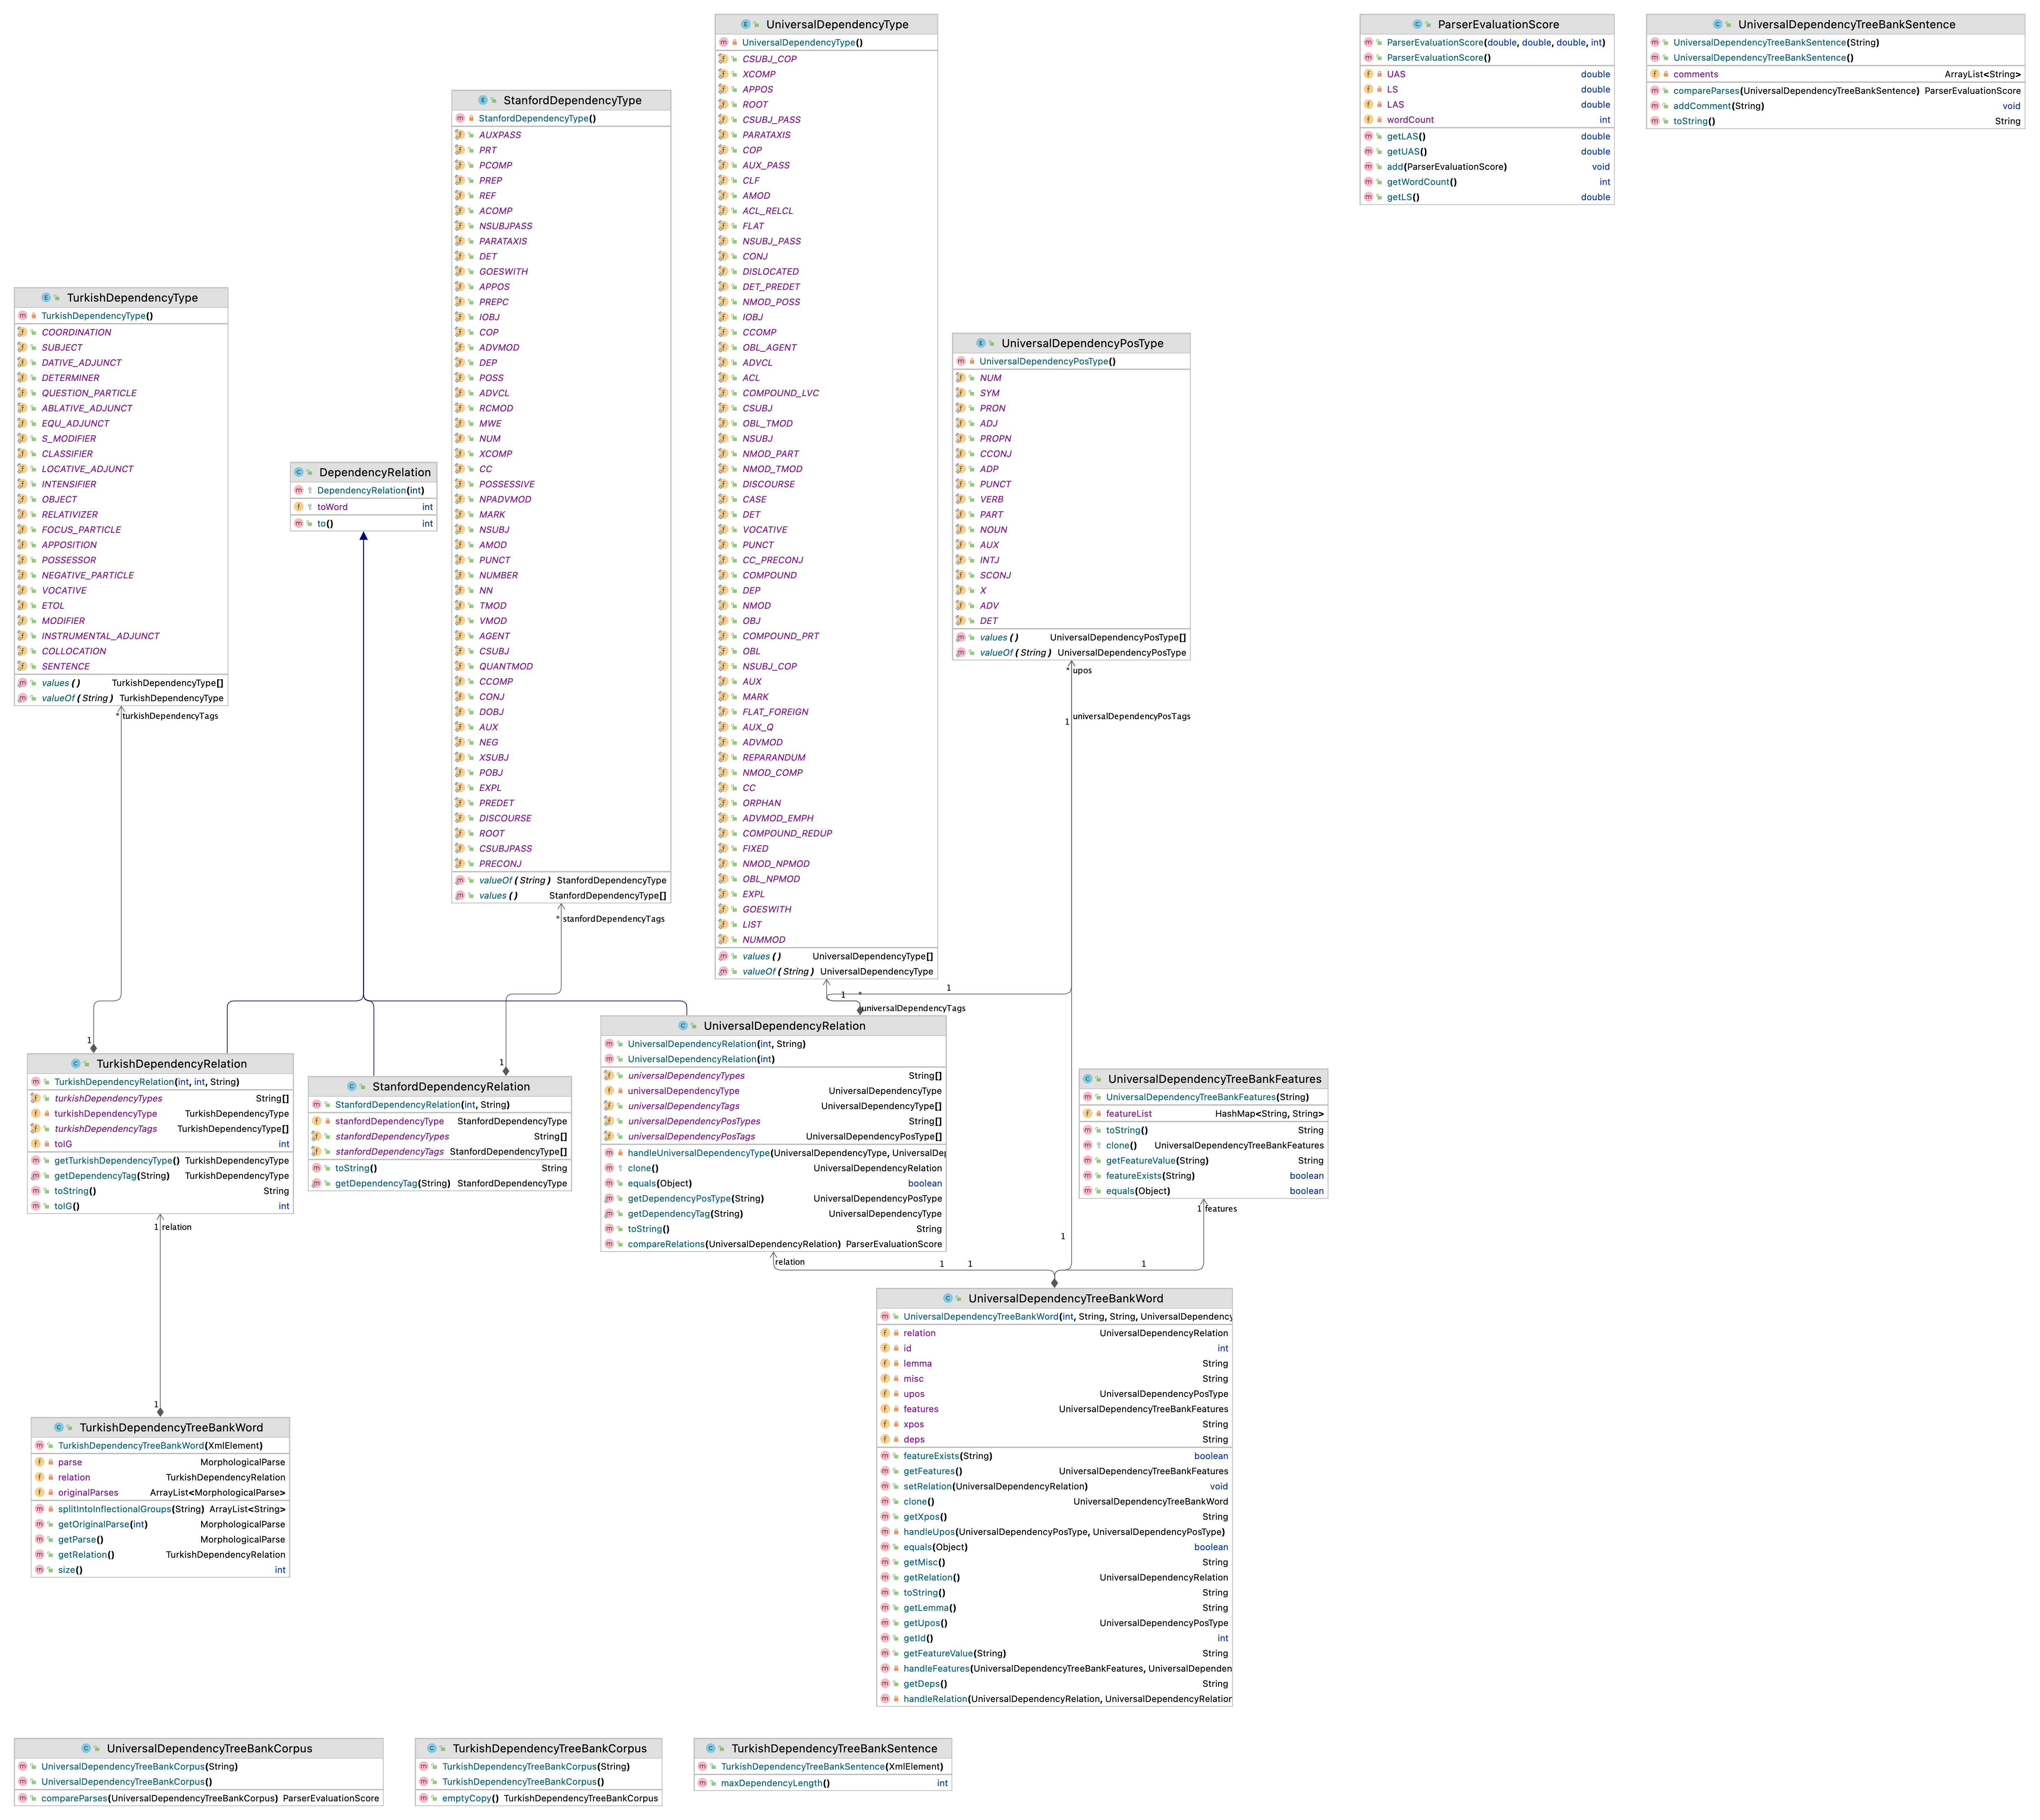 UniversalDependencyType
UniversalDependencyType()
CSUBJ_COP
XCOMP
APPOS
ROOT
CSUBJ_PASS
PARATAXIS
COP
AUX_PASS
CLF
AMOD
ACL_RELCL
FLAT
NSUBJ_PASS
CONJ
DISLOCATED
DET_PREDET
NMOD_POSS
IOBJ
CCOMP
OBL_AGENT
ADVCL
ACL
COMPOUND_LVC
CSUBJ
OBL_TMOD
NSUBJ
NMOD_PART
NMOD_TMOD
DISCOURSE
CASE
DET
VOCATIVE
PUNCT
CC_PRECONJ
COMPOUND
DEP
NMOD
OBJ
COMPOUND_PRT
OBL
NSUBJ_COP
AUX
MARK
FLAT_FOREIGN
AUX_Q
ADVMOD
REPARANDUM
NMOD_COMP
CC
ORPHAN
ADVMOD_EMPH
COMPOUND_REDUP
FIXED
NMOD_NPMOD
OBL_NPMOD
EXPL
GOESWITH
LIST
NUMMOD
values ( ) UniversalDependencyType[]
valueOf ( String ) UniversalDependencyType
ParserEvaluationScore
ParserEvaluationScore(double, double, double, int)
ParserEvaluationScore()
UAS double
LS double
LAS double
wordCount int
getLAS() double
getUAS() double
add(ParserEvaluationScore) void
getWordCount() int
getLS() double
UniversalDependencyTreeBankSentence
UniversalDependencyTreeBankSentence(String)
UniversalDependencyTreeBankSentence()
comments ArrayList<String>
compareParses(UniversalDependencyTreeBankSentence) ParserEvaluationScore
addComment(String) void
toString() String
StanfordDependencyType
StanfordDependencyType()
AUXPASS
PRT
PCOMP
PREP
REF
ACOMP
NSUBJPASS
PARATAXIS
DET
GOESWITH
APPOS
PREPC
IOBJ
COP
ADVMOD
DEP
POSS
ADVCL
RCMOD
MWE
NUM
XCOMP
CC
POSSESSIVE
NPADVMOD
MARK
NSUBJ
AMOD
PUNCT
NUMBER
NN
TMOD
VMOD
AGENT
CSUBJ
QUANTMOD
CCOMP
CONJ
DOBJ
AUX
NEG
XSUBJ
POBJ
EXPL
PREDET
DISCOURSE
ROOT
CSUBJPASS
PRECONJ
valueOf ( String ) StanfordDependencyType
values ( ) StanfordDependencyType[]
TurkishDependencyType
TurkishDependencyType()
COORDINATION
SUBJECT
DATIVE_ADJUNCT
DETERMINER
QUESTION_PARTICLE
ABLATIVE_ADJUNCT
EQU_ADJUNCT
S_MODIFIER
CLASSIFIER
LOCATIVE_ADJUNCT
INTENSIFIER
OBJECT
RELATIVIZER
FOCUS_PARTICLE
APPOSITION
POSSESSOR
NEGATIVE_PARTICLE
VOCATIVE
ETOL
MODIFIER
INSTRUMENTAL_ADJUNCT
COLLOCATION
SENTENCE
values ( ) TurkishDependencyType[]
valueOf ( String ) TurkishDependencyType
UniversalDependencyPosType
UniversalDependencyPosType()
NUM
SYM
PRON
ADJ
PROPN
CCONJ
ADP
PUNCT
VERB
PART
NOUN
AUX
INTJ
SCONJ
X
ADV
DET
values ( ) UniversalDependencyPosType[]
valueOf ( String ) UniversalDependencyPosType
DependencyRelation
DependencyRelation(int)
toWord int
to() int
* upos
* turkishDependencyTags
1 universalDependencyPosTags
* stanfordDependencyTags
1
1 *
universalDependencyTags
1
1
TurkishDependencyRelation
TurkishDependencyRelation(int, int, String)
turkishDependencyTypes String[]
turkishDependencyType TurkishDependencyType
turkishDependencyTags TurkishDependencyType[]
toIG int
getTurkishDependencyType() TurkishDependencyType
getDependencyTag(String) TurkishDependencyType
toString() String
toIG() int
StanfordDependencyRelation
StanfordDependencyRelation(int, String)
stanfordDependencyType StanfordDependencyType
stanfordDependencyTypes String[]
stanfordDependencyTags StanfordDependencyType[]
toString() String
getDependencyTag(String) StanfordDependencyType
UniversalDependencyRelation
UniversalDependencyRelation(int, String)
UniversalDependencyRelation(int)
universalDependencyTypes String[]
universalDependencyType UniversalDependencyType
universalDependencyTags UniversalDependencyType[]
universalDependencyPosTypes String[]
universalDependencyPosTags UniversalDependencyPosType[]
handleUniversalDependencyType(UniversalDependencyType, UniversalDep
clone() UniversalDependencyRelation
equals(Object) boolean
getDependencyPosType(String) UniversalDependencyPosType
getDependencyTag(String) UniversalDependencyType
toString() String
compareRelations(UniversalDependencyRelation) ParserEvaluationScore
UniversalDependencyTreeBankFeatures
UniversalDependencyTreeBankFeatures(String)
featureList HashMap<String, String>
toString() String
clone() UniversalDependencyTreeBankFeatures
getFeatureValue(String) String
featureExists(String) boolean
equals(Object) boolean
1 relation
1 features
1
relation 1 1 1
UniversalDependencyTreeBankWord
UniversalDependencyTreeBankWord(int, String, String, UniversalDependency
relation UniversalDependencyRelation
id int
lemma String
misc String
upos UniversalDependencyPosType
features UniversalDependencyTreeBankFeatures
xpos String
deps String
featureExists(String) boolean
getFeatures() UniversalDependencyTreeBankFeatures
setRelation(UniversalDependencyRelation) void
clone() UniversalDependencyTreeBankWord
getXpos() String
handleUpos(UniversalDependencyPosType, UniversalDependencyPosType)
equals(Object) boolean
getMisc() String
getRelation() UniversalDependencyRelation
toString() String
getLemma() String
getUpos() UniversalDependencyPosType
getId() int
getFeatureValue(String) String
handleFeatures(UniversalDependencyTreeBankFeatures, UniversalDependen
getDeps() String
handleRelation(UniversalDependencyRelation, UniversalDependencyRelation
1
TurkishDependencyTreeBankWord
TurkishDependencyTreeBankWord(XmlElement)
parse MorphologicalParse
relation TurkishDependencyRelation
originalParses ArrayList<MorphologicalParse>
splitIntoInflectionalGroups(String) ArrayList<String>
getOriginalParse(int) MorphologicalParse
getParse() MorphologicalParse
getRelation() TurkishDependencyRelation
size() int
UniversalDependencyTreeBankCorpus
UniversalDependencyTreeBankCorpus(String)
UniversalDependencyTreeBankCorpus()
compareParses(UniversalDependencyTreeBankCorpus) ParserEvaluationScore
TurkishDependencyTreeBankCorpus
TurkishDependencyTreeBankCorpus(String)
TurkishDependencyTreeBankCorpus()
emptyCopy() TurkishDependencyTreeBankCorpus
TurkishDependencyTreeBankSentence
TurkishDependencyTreeBankSentence(XmlElement)
maxDependencyLength() int